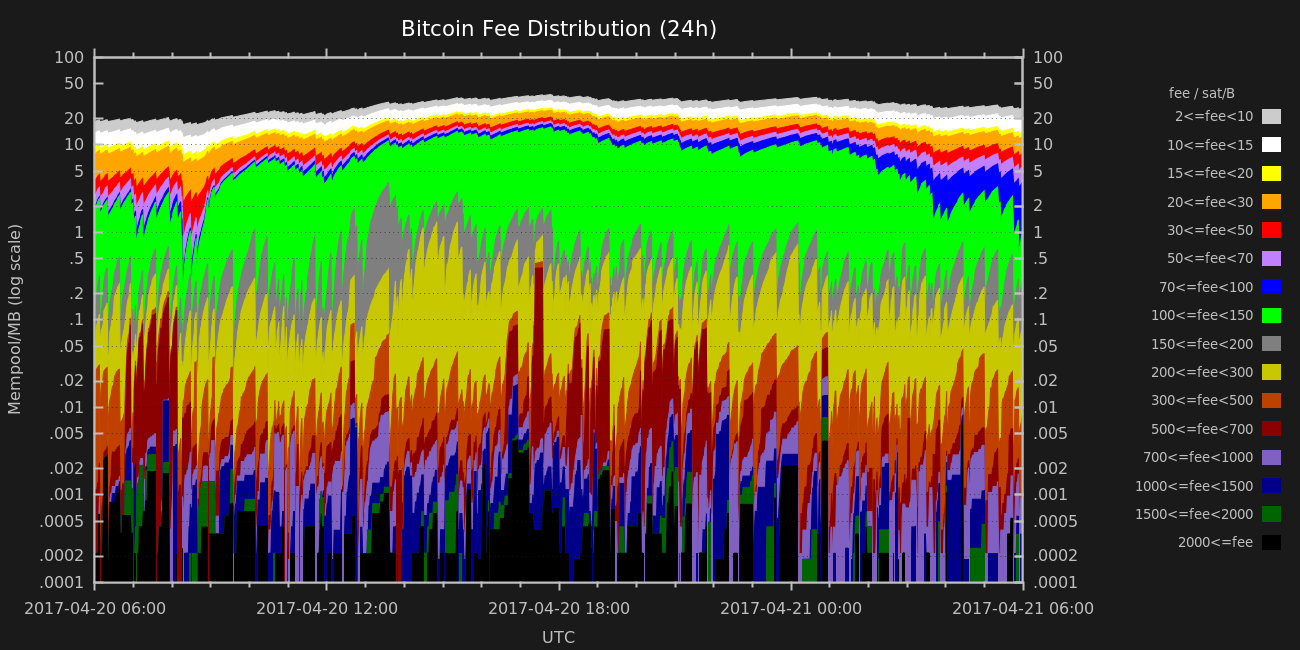 Bitcoin Fee Distribution (24h)
Mempool/MB (log scale)
100
50
20
10
5
2
1
.5
.2
.1
.05
.02
.01
.005
.002
.001
.0005
.0002
.0001
100
50
20
10
5
2
1
.5
.2
.1
.05
.02
.01
.005
.002
.001
.0005
.0002
.0001
fee / sat/B
2<=fee<10
10<=fee<15
15<=fee<20
20<=fee<30
30<=fee<50
50<=fee<70
70<=fee<100
100<=fee<150
150<=fee<200
200<=fee<300
300<=fee<500
500<=fee<700
700<=fee<1000
1000<=fee<1500
1500<=fee<2000
2000<=fee
2017-04-20 06:00 2017-04-20 12:00 2017-04-20 18:00 2017-04-21 00:00 2017-04-21 06:00
UTC